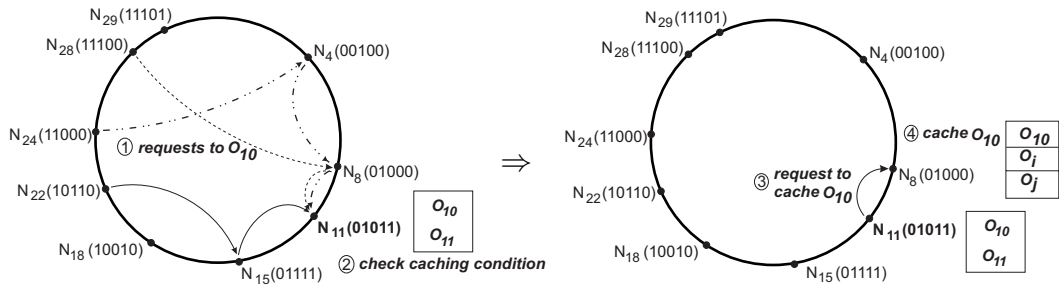 N29(11101)
N28(11100)
N4(00100)
N24(11000)
① requests to O10
N8(01000)
N22(10110)
N11(01011)
O10
O11
N18(10010)
② check caching condition
N15(01111)
⇒
N29(11101)
N28(11100)
N4(00100)
N24(11000)
④ cache O10
O10
Oi
Oj
N8(01000)
③ request to
cache O10
N22(10110)
N11(01011)
O10
O11
N18(10010)
N15(01111)